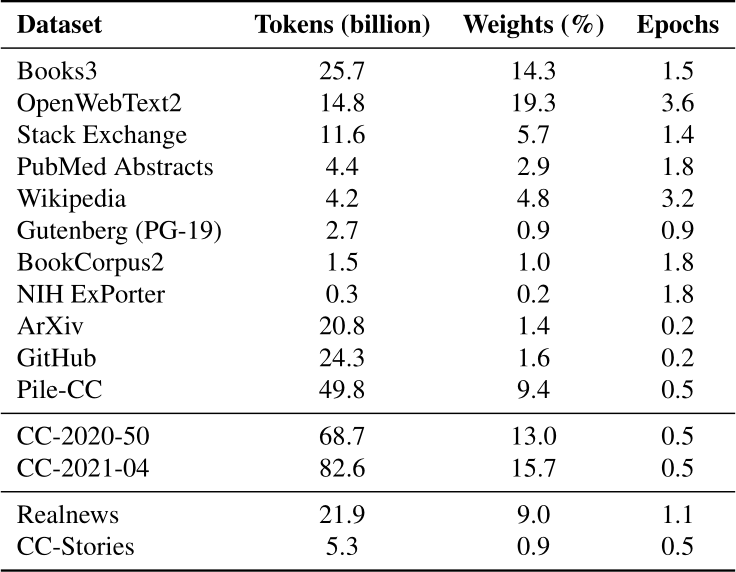 Dataset Tokens (billion) Weights (%) Epochs
Books3 25.7 14.3 1.5
OpenWebText2 14.8 19.3 3.6
Stack Exchange 11.6 5.7 1.4
PubMed Abstracts 4.4 2.9 1.8
Wikipedia 4.2 4.8 3.2
Gutenberg (PG-19) 2.7 0.9 0.9
BookCorpus2 1.5 1.0 1.8
NIH ExPorter 0.3 0.2 1.8
ArXiv 20.8 1.4 0.2
GitHub 24.3 1.6 0.2
Pile-CC 49.8 9.4 0.5
CC-2020-50 68.7 13.0 0.5
CC-2021-04 82.6 15.7 0.5
Realnews 21.9 9.0 1.1
CC-Stories 5.3 0.9 0.5